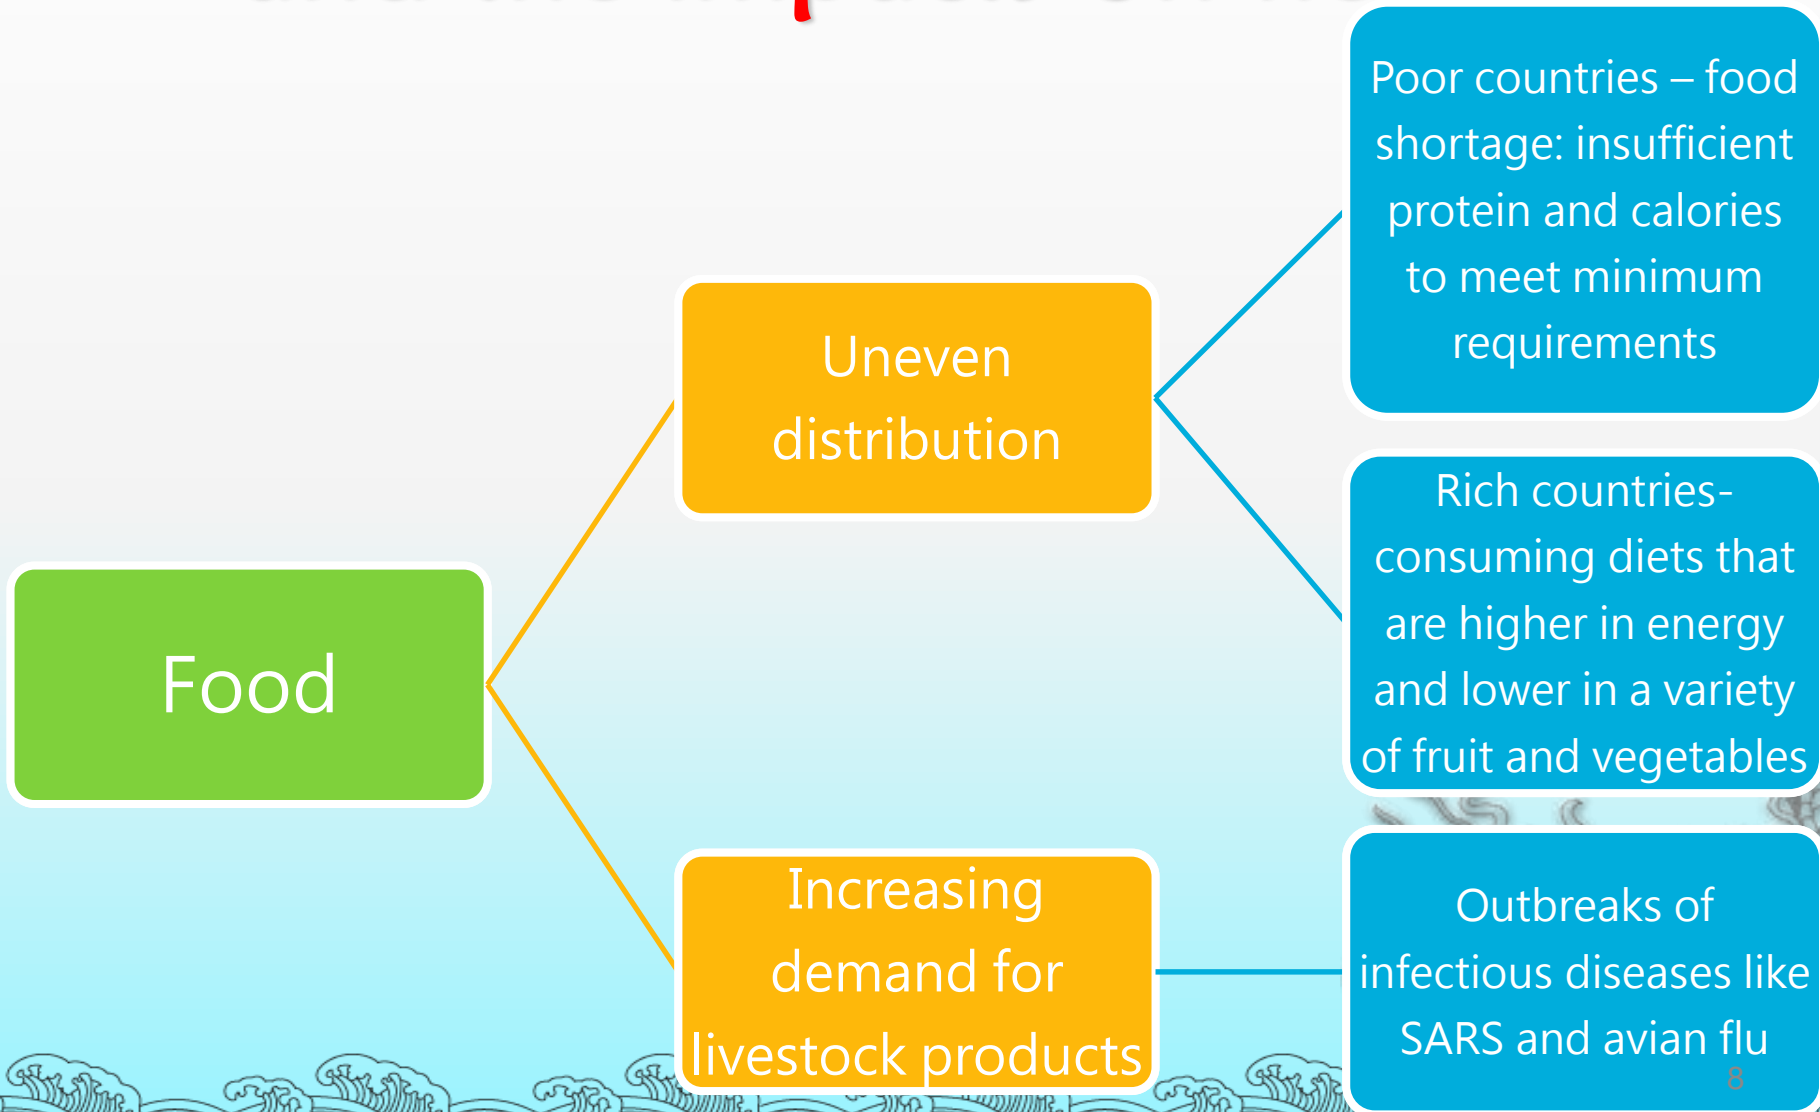 Food
Uneven
distribution
Poor countries – food
shortage: insufficient
protein and calories
to meet minimum
requirements
Rich countries-
consuming diets that
are higher in energy
and lower in a variety
of fruit and vegetables
Increasing
demand for
livestock products
Outbreaks of
infectious diseases like
SARS and avian flu
8